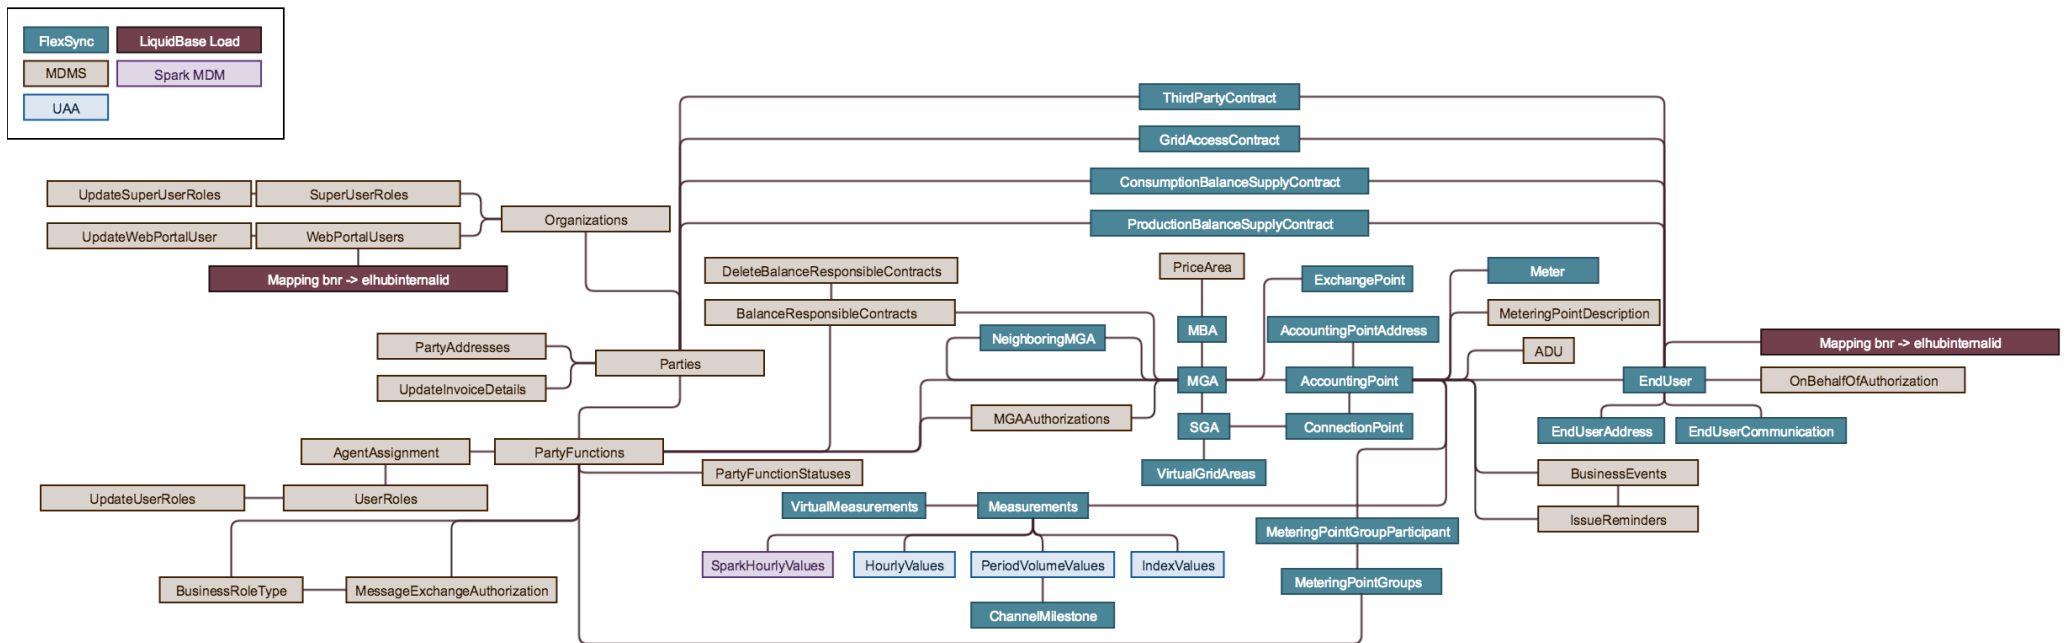 FlexSync
LiquidBase Load
MDMS
Spark MDM
UAA
ThirdPartyContract
GridAccessContract
ConsumptionBalanceSupplyContract
ProductionBalanceSupplyContract
UpdateSuperUserRoles
SuperUserRoles
Organizations
UpdateWebPortalUser
WebPortalUsers
Mapping bnr -> elhubinternalid
DeleteBalanceResponsibleContracts
BalanceResponsibleContracts
PriceArea
ExchangePoint
Meter
MeteringPointDescription
NeighboringMGA
MBA
AccountingPointAddress
ADU
Mapping bnr -> elhubinternalid
PartyAddresses
Parties
UpdateInvoiceDetails
MGA
AccountingPoint
EndUser
OnBehalfOfAuthorization
MGAAuthorizations
SGA
ConnectionPoint
EndUserAddress
EndUserCommunication
AgentAssignment
PartyFunctions
PartyFunctionStatuses
VirtualGridAreas
BusinessEvents
UpdateUserRoles
UserRoles
VirtualMeasurements
Measurements
IssueReminders
MeteringPointGroupParticipant
SparkHourlyValues
HourlyValues
PeriodVolumeValues
IndexValues
MeteringPointGroups
BusinessRoleType
MessageExchangeAuthorization
ChannelMilestone